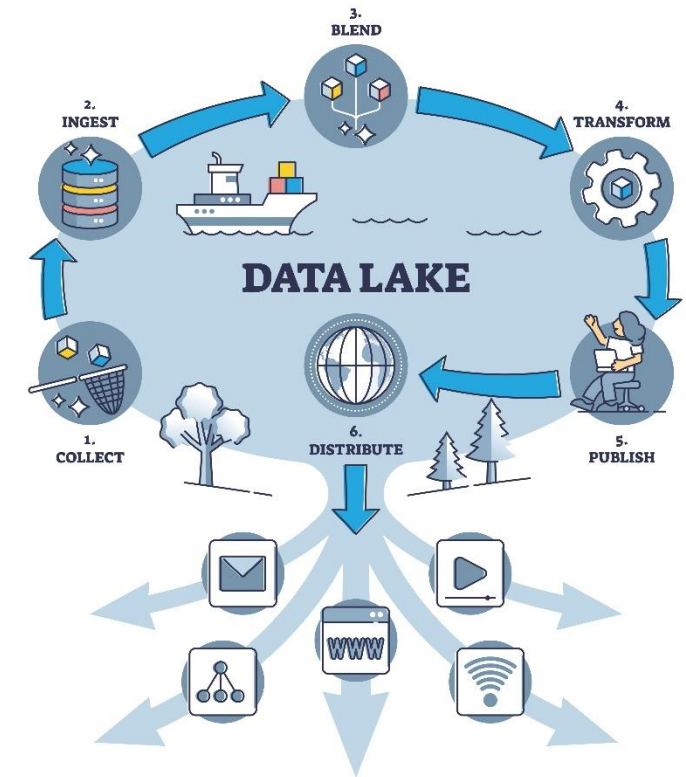 3.
BLEND
2.
INGEST
4.
TRANSFORM
DATA LAKE
1.
COLLECT
6.
DISTRIBUTE
5.
PUBLISH
WWW